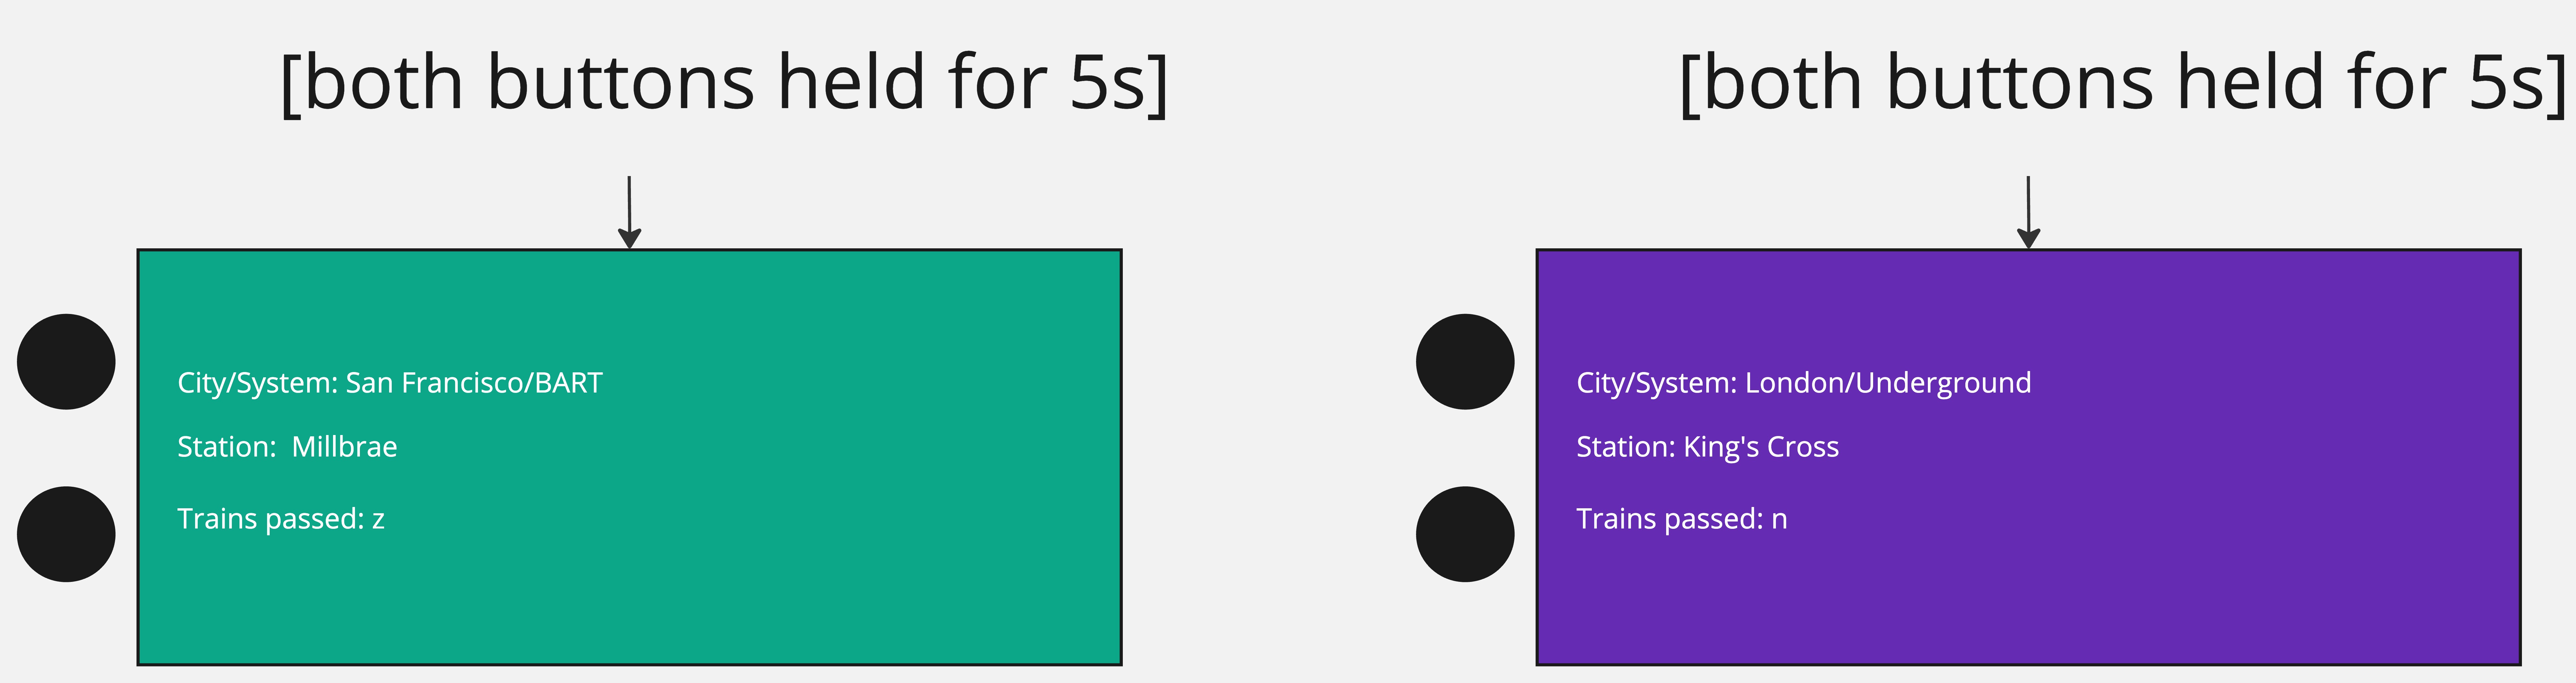 [both buttons held for 5s]
City/System: San Francisco/BART
Station:  Millbrae
Trains passed: z
[both buttons held for 5s]
City/System: London/Underground
Station: King's Cross
Trains passed: n